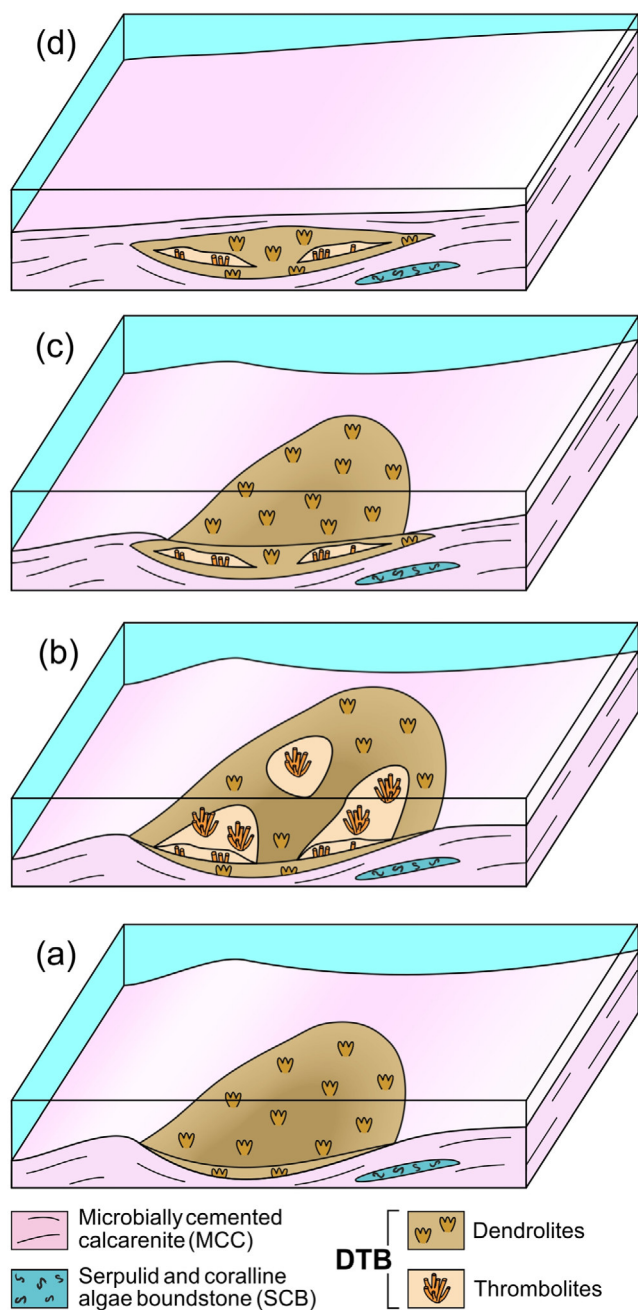 (d)
(c)
(b)
(a)
Microbially cemented
calcarenite (MCC)
Serpulid and coralline
algae boundstone (SCB)
DTB
Dendrolites
Thrombolites